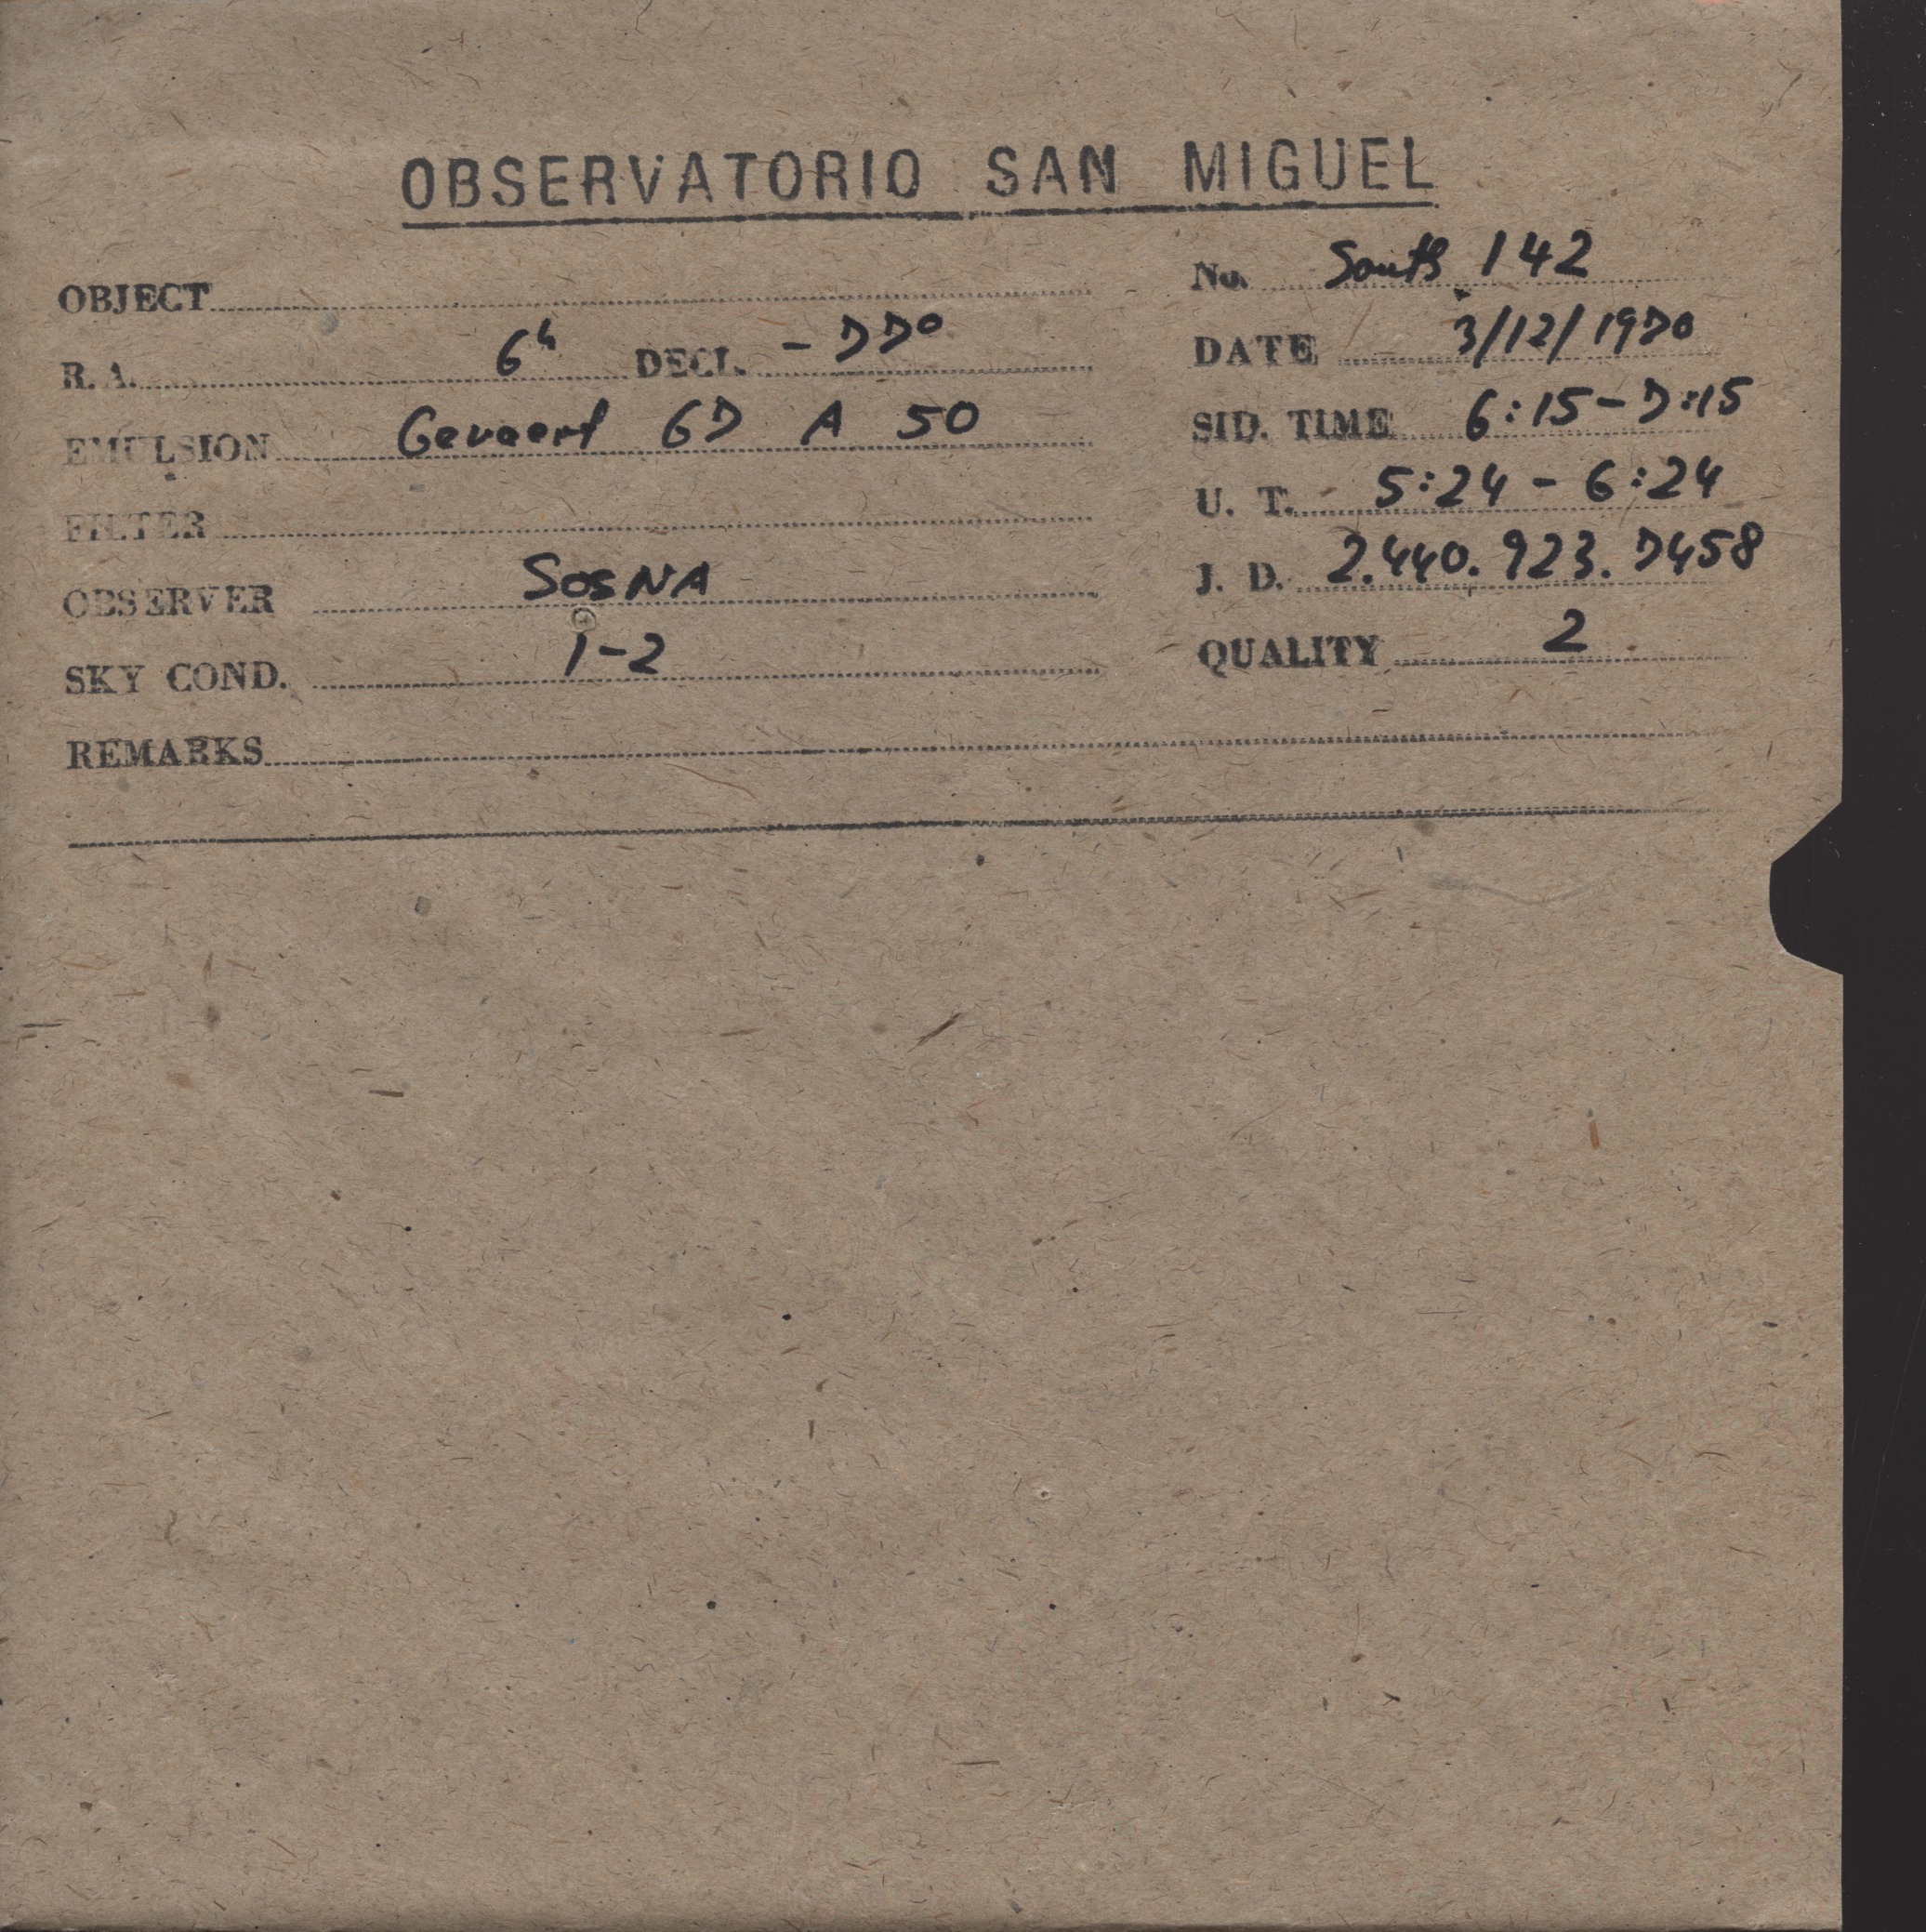 OBSERVATORIO SAN MIGUEL
OBJECT
No. South 142
R. A. 6h DECL. - 77°
DATE 3/12/1970
EMULSION Gevaert 67 A 50
SID. TIME 6:15-7:15
FILTER
U. T. 5:24 - 6:24
OBSERVER SOSNA
J. D. 2.440.923.7458
SKY COND. 1-2
QUALITY 2
REMARKS